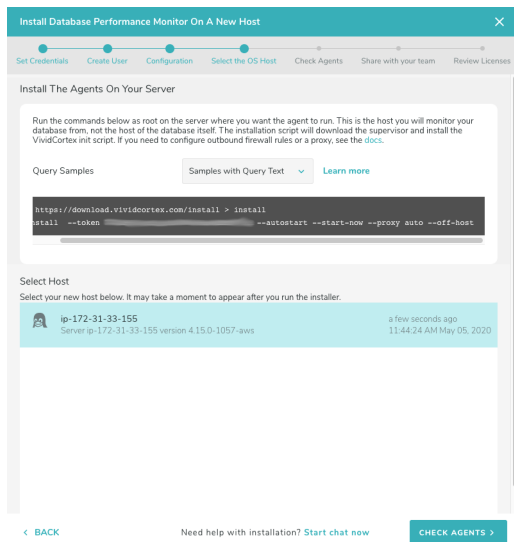 Install Database Performance Monitor On A New Host
Set Credentials Create User Configuration Select the OS Host Check Agents Share with your team Review Licenses
Install The Agents On Your Server
Run the commands below as root on the server where you want the agent to run. This is the host you will monitor your
database from, not the host of the database itself. The installation script will download the supervisor and install the
VividCortex init script. If you need to configure outbound firewall rules or a proxy, see the docs.
Query Samples Samples with Query Text Learn more
https://download.vividcortex.com/install > install
nstall --token --autostart --start-now --proxy auto --off-host
Select Host
Select your new host below. It may take a moment to appear after you run the installer.
ip-172-31-33-155 a few seconds ago
Server ip-172-31-33-155 version 4.15.0-1057-aws 11:44:24 AM May 05, 2020
< BACK Need help with installation? Start chat now CHECK AGENTS >